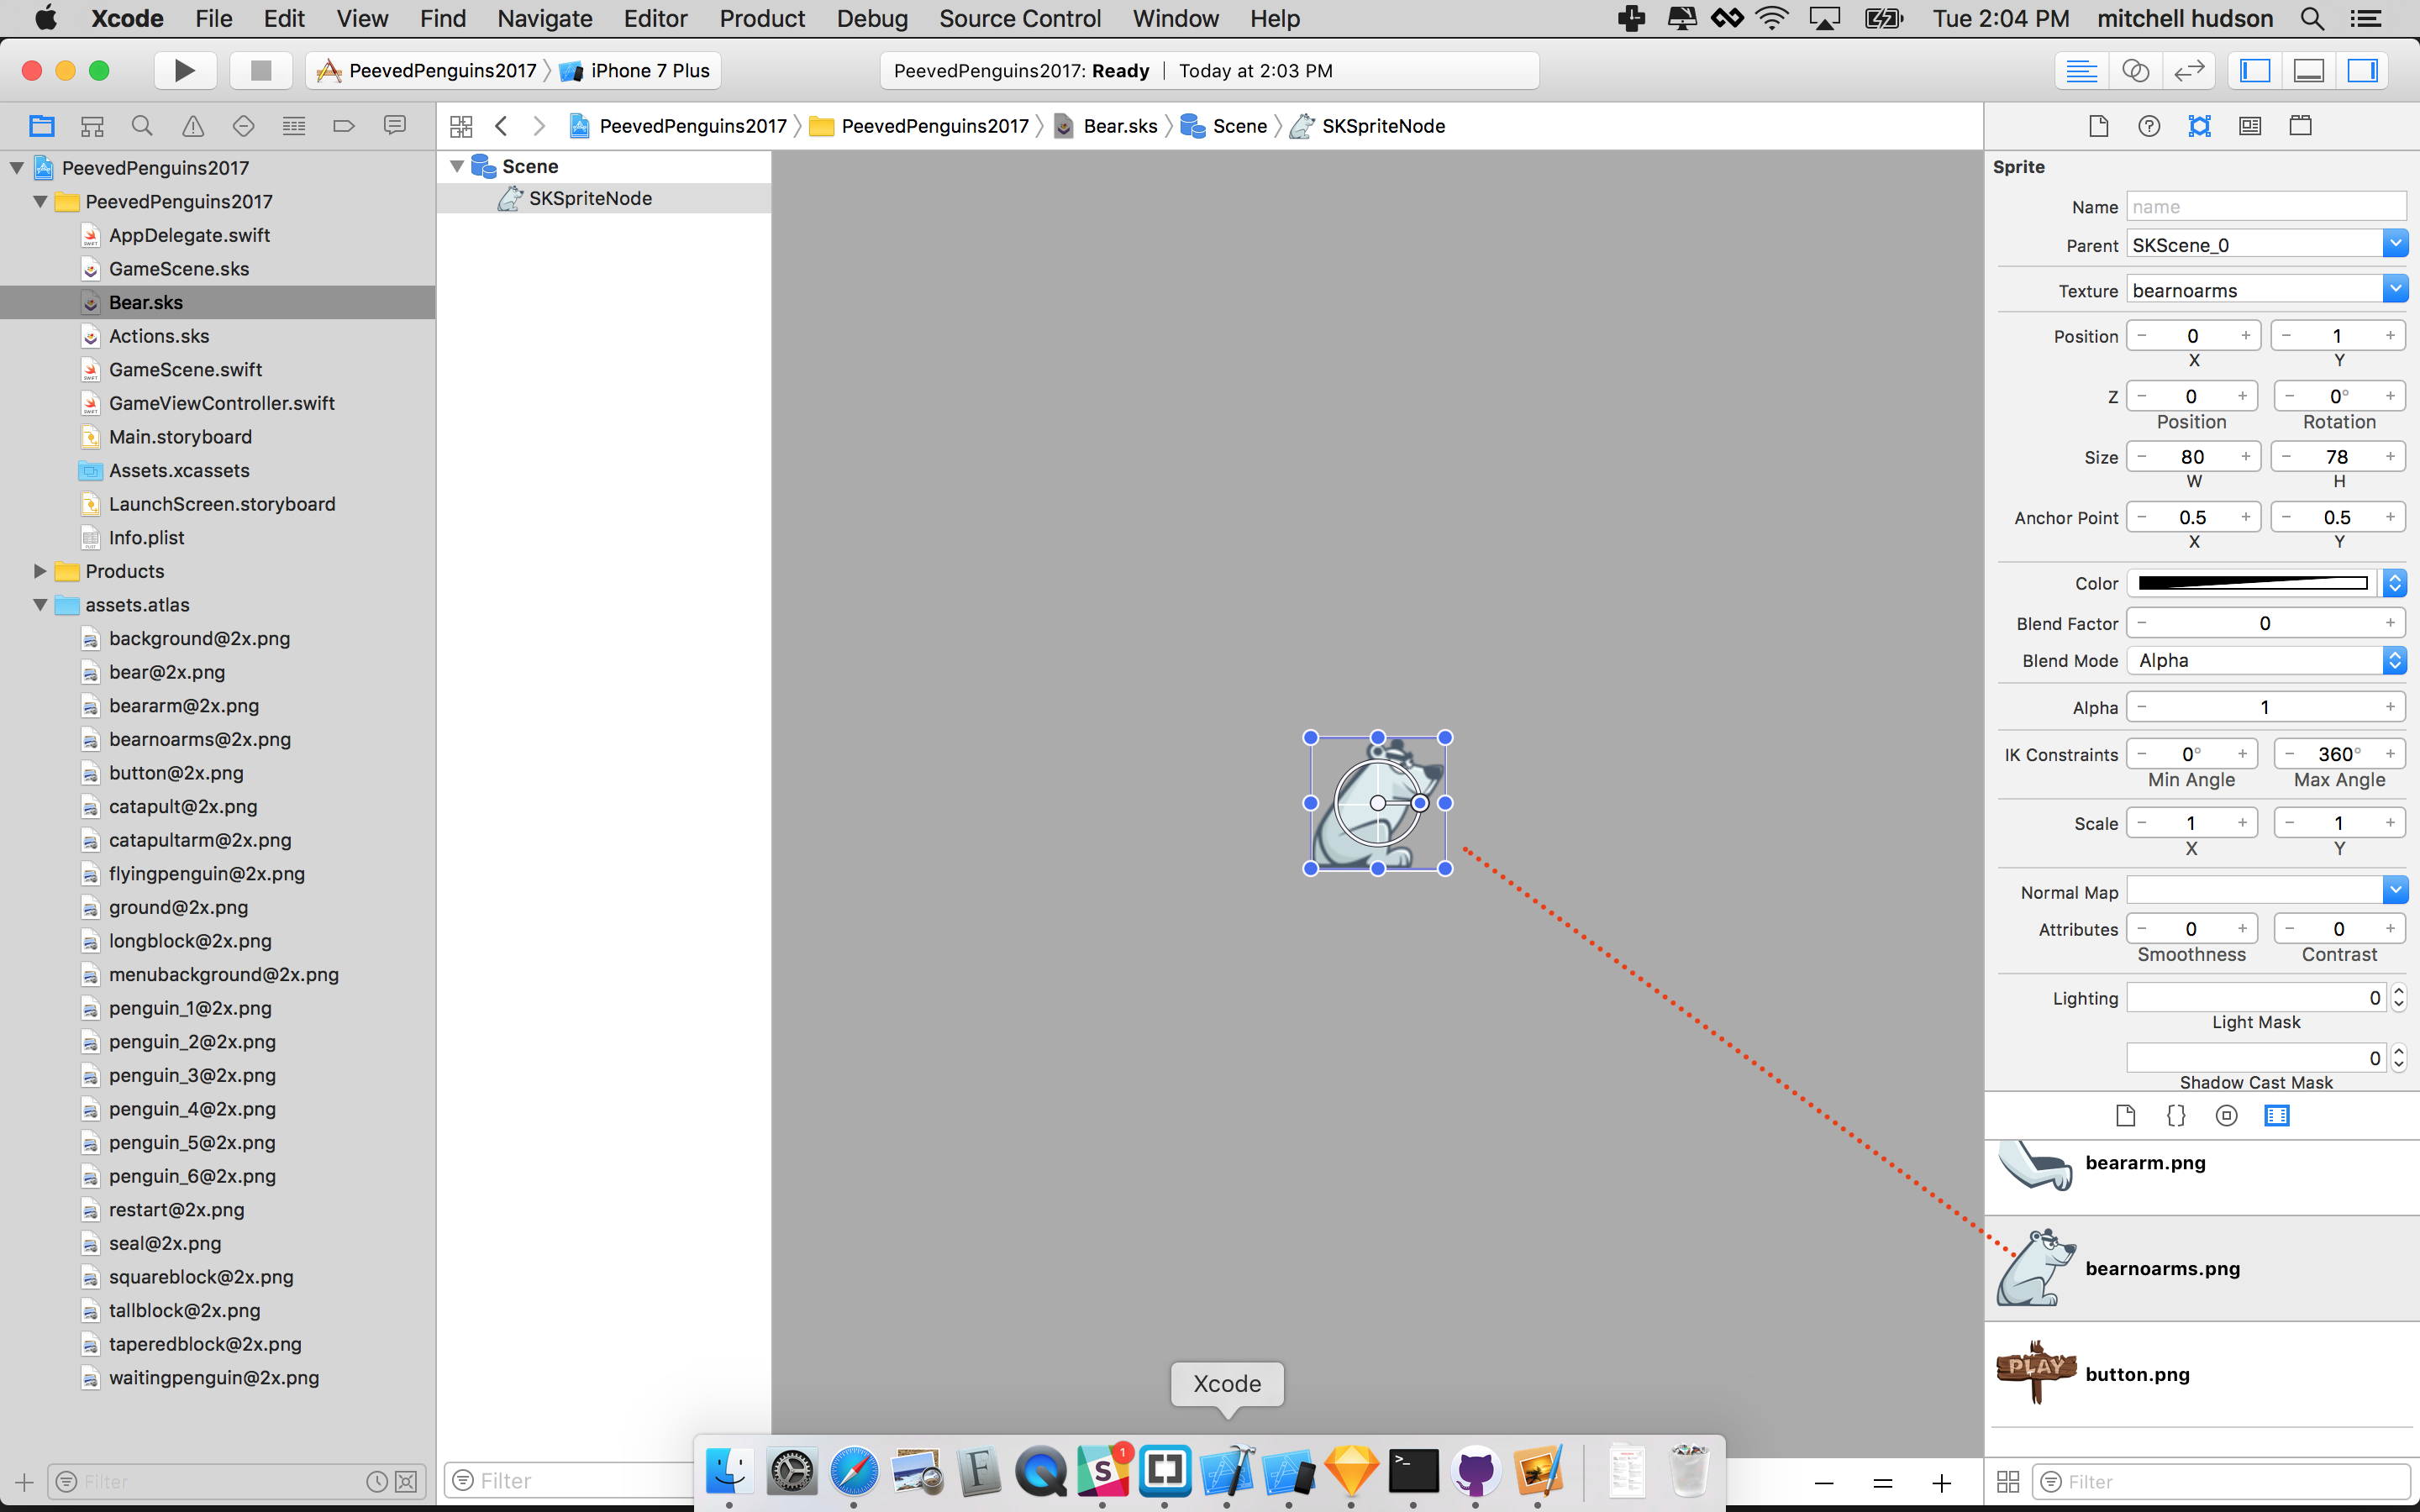 Xcode File Edit View Find Navigate Editor Product Debug Source Control Window Help Tue 2:04 PM mitchell hudson
PeevedPenguins2017 iPhone 7 Plus PeevedPenguins2017: Ready Today at 2:03 PM
PeevedPenguins2017 PeevedPenguins2017 Bear.sks Scene SKSpriteNode
PeevedPenguins2017
PeevedPenguins2017
AppDelegate.swift
GameScene.sks
Bear.sks
Actions.sks
GameScene.swift
GameViewController.swift
Main.storyboard
Assets.xcassets
LaunchScreen.storyboard
Info.plist
Products
assets.atlas
background@2x.png
bear@2x.png
beararm@2x.png
bearnoarms@2x.png
button@2x.png
catapult@2x.png
catapultarm@2x.png
flyingpenguin@2x.png
ground@2x.png
longblock@2x.png
menubackground@2x.png
penguin_1@2x.png
penguin_2@2x.png
penguin_3@2x.png
penguin_4@2x.png
penguin_5@2x.png
penguin_6@2x.png
restart@2x.png
seal@2x.png
squareblock@2x.png
tallblock@2x.png
taperedblock@2x.png
waitingpenguin@2x.png
Filter
Scene
SKSpriteNode
Filter
Xcode
1
Sprite
Name name
Parent SKScene_0
Texture bearnoarms
Position − 0 + − 1 +
X Y
Z − 0 + − 0° +
Position Rotation
Size − 80 + − 78 +
W H
Anchor Point − 0.5 + − 0.5 +
X Y
Color
Blend Factor − 0 +
Blend Mode Alpha
Alpha − 1 +
IK Constraints − 0° + − 360° +
Min Angle Max Angle
Scale − 1 + − 1 +
X Y
Normal Map
Attributes − 0 + − 0 +
Smoothness Contrast
Lighting 0
Light Mask
0
Shadow Cast Mask
beararm.png
bearnoarms.png
PLAY
button.png
− = +
Filter